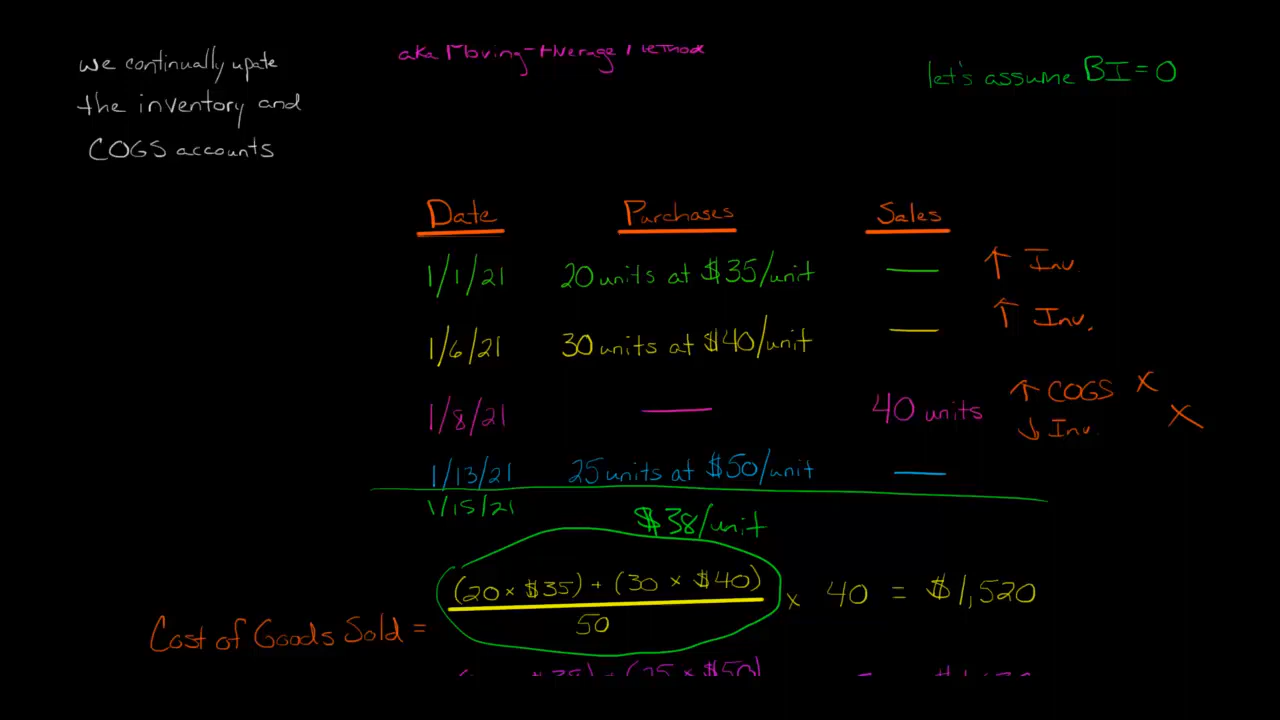 we continually upate
the inventory and
COGS accounts
aka Moving-Average Method
let's assume BI = 0
Date Purchases Sales
1/1/21 20 units at $35/unit — ↑ Inv.
1/6/21 30 units at $40/unit — ↑ Inv.
1/8/21 — 40 units ↑ COGS x
↓ Inv. x
1/13/21 25 units at $50/unit —
1/15/21
$38/unit
Cost of Goods Sold = (20 x $35) + (30 x $40) x 40 = $1,520
50